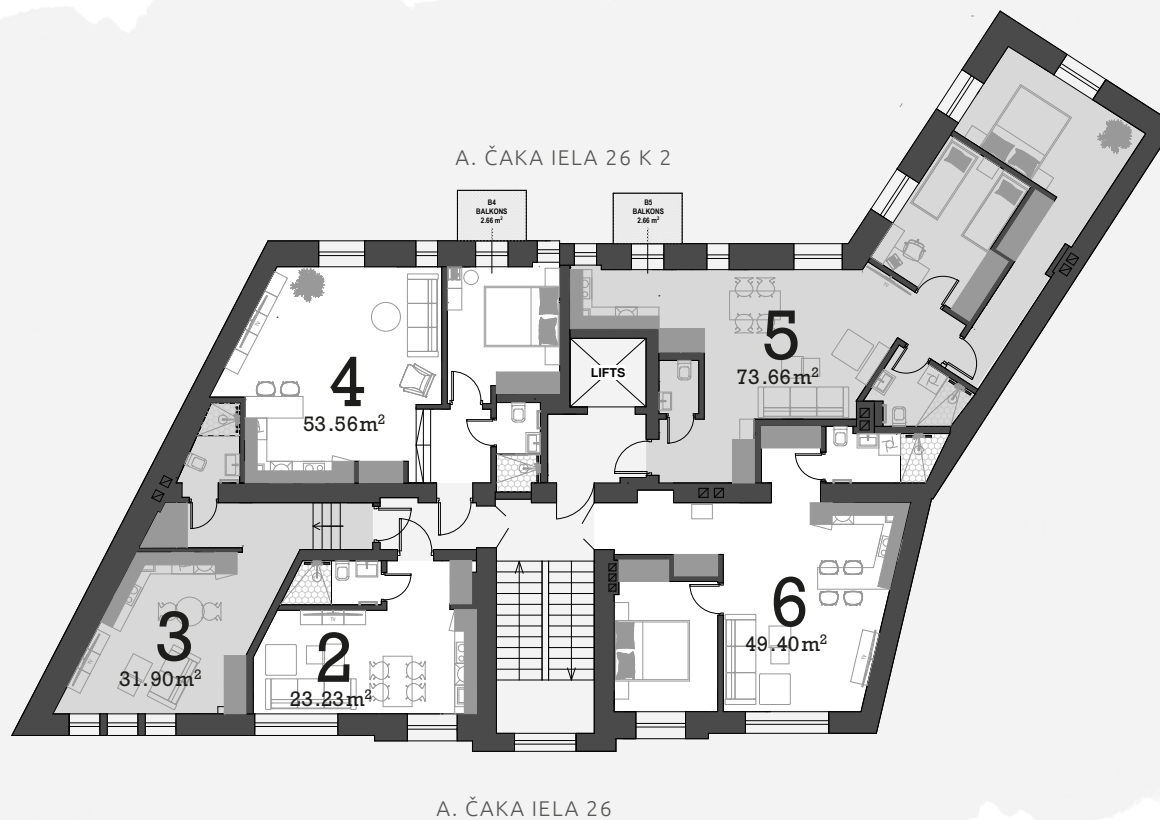 A. ČAKA IELA 26 K 2
B4
BALKONS
2.66 m²
B5
BALKONS
2.66 m²
LIFTS
5
73.66m²
4
53.56m²
6
49.40m²
3
31.90m²
2
23.23m²
A. ČAKA IELA 26